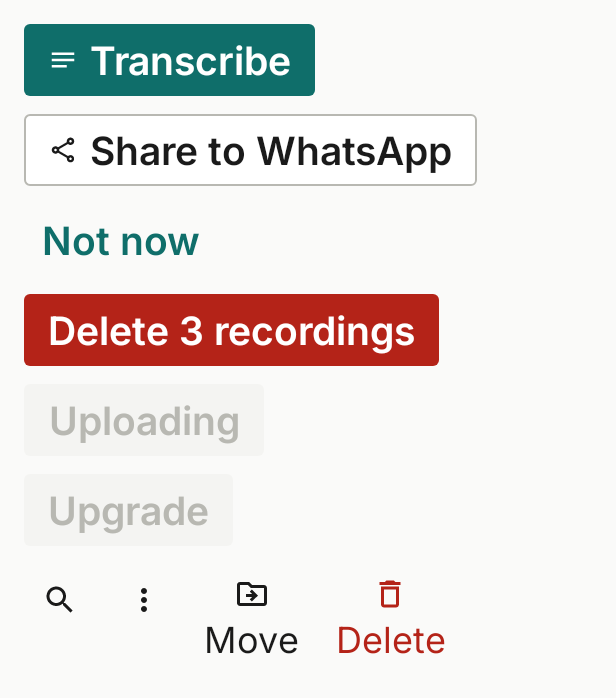 Transcribe
Share to WhatsApp
Not now
Delete 3 recordings
Uploading
Upgrade
Move Delete